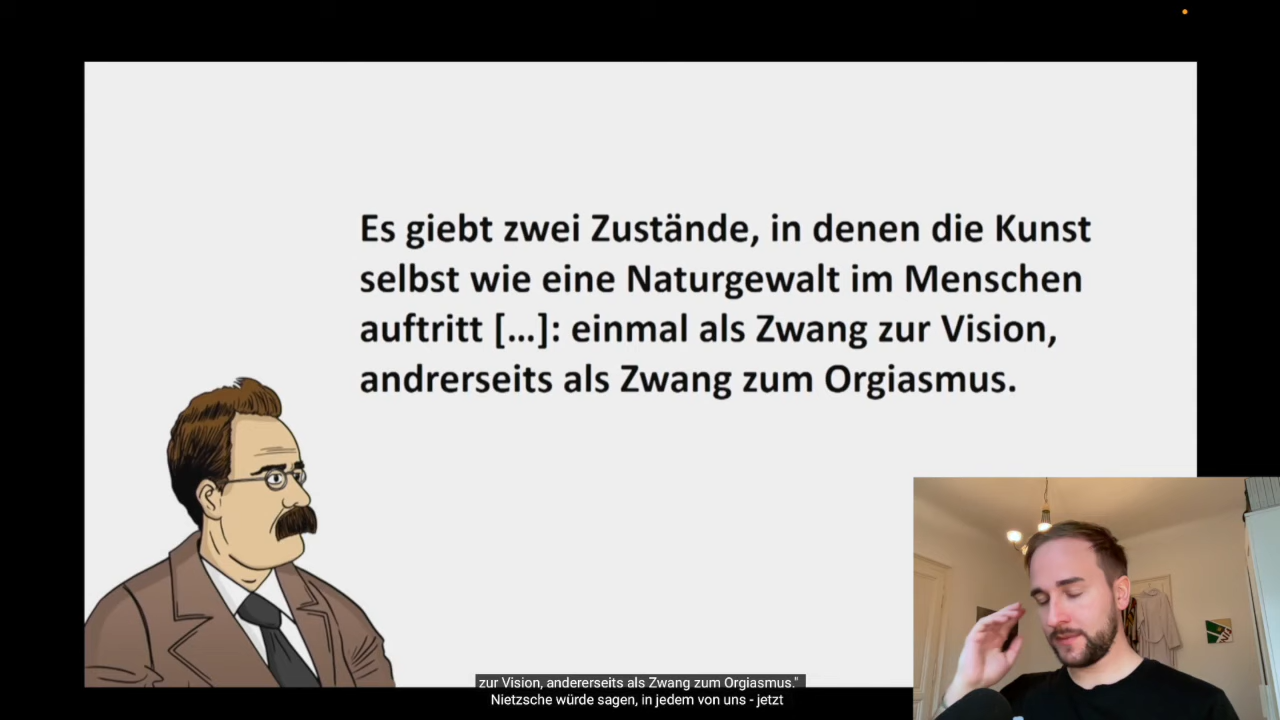 Es giebt zwei Zustände, in denen die Kunst
selbst wie eine Naturgewalt im Menschen
auftritt [...]: einmal als Zwang zur Vision,
andrerseits als Zwang zum Orgiasmus.
zur Vision, andererseits als Zwang zum Orgiasmus."
Nietzsche würde sagen, in jedem von uns - jetzt